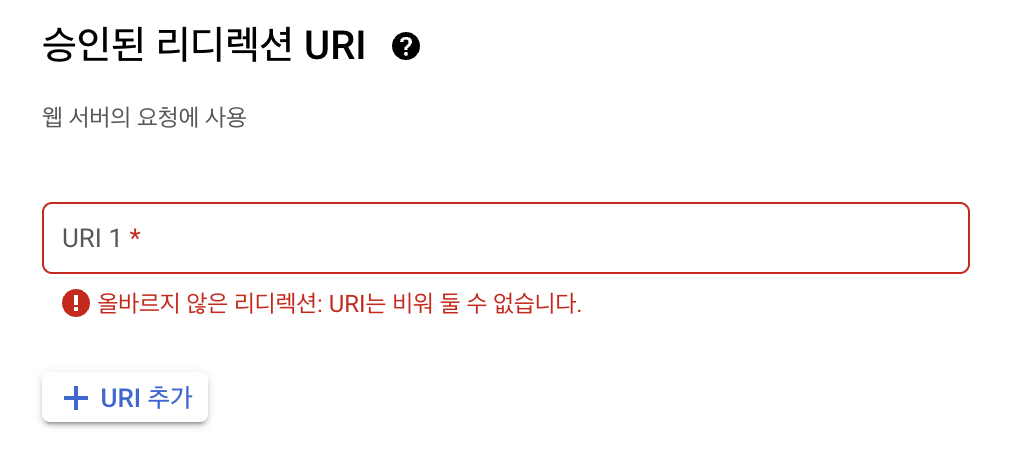 승인된 리디렉션 URI ?
웹 서버의 요청에 사용
URI 1 *
! 올바르지 않은 리디렉션: URI는 비워 둘 수 없습니다.
+ URI 추가